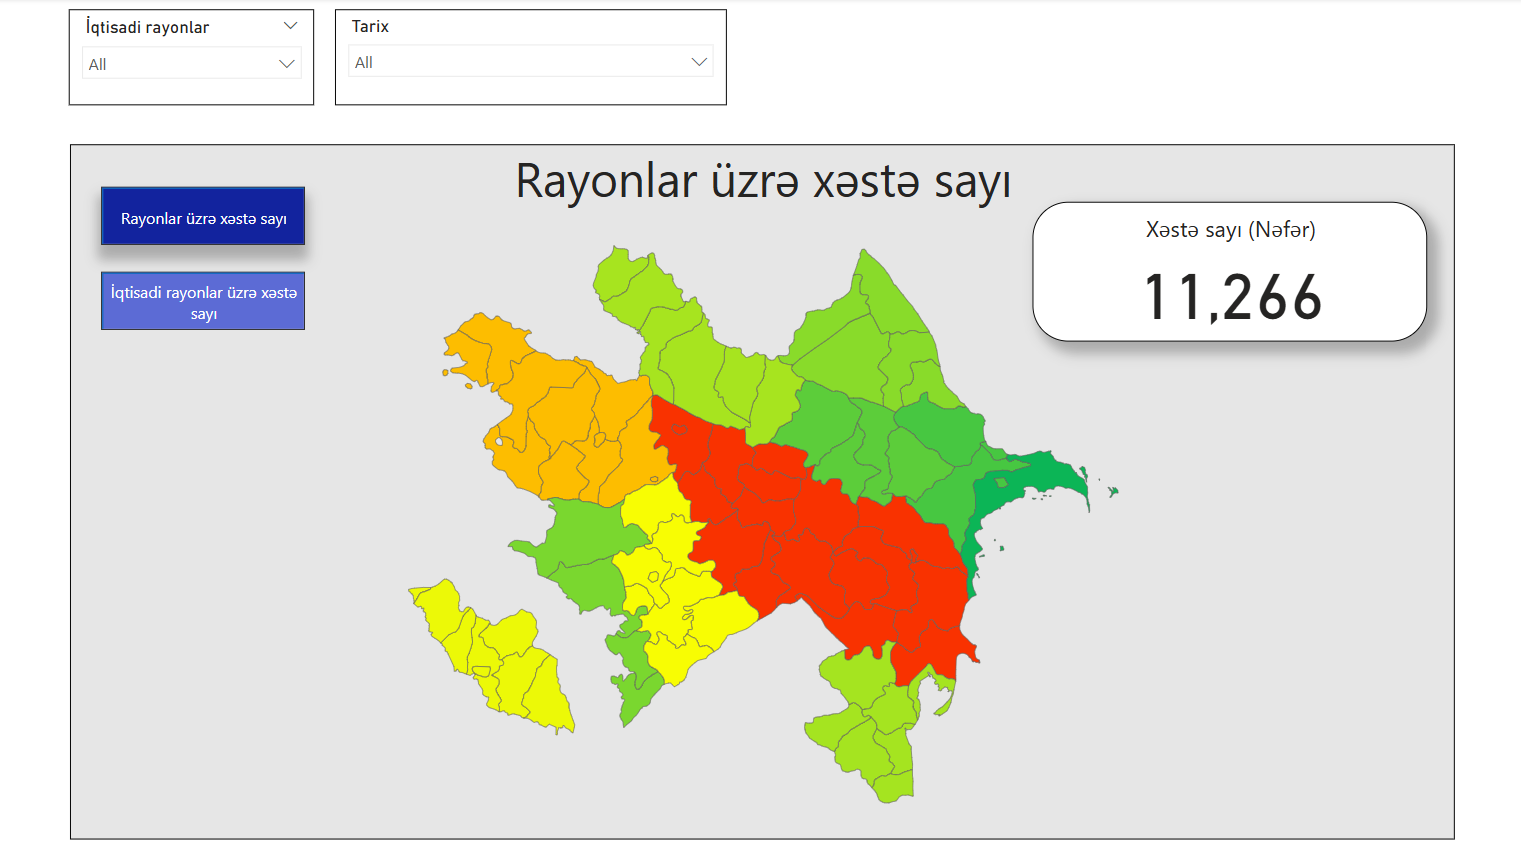 İqtisadi rayonlar
All
Tarix
All
Rayonlar üzrə xəstə sayı
Rayonlar üzrə xəstə sayı
İqtisadi rayonlar üzrə xəstə
sayı
Xəstə sayı (Nəfər)
11,266